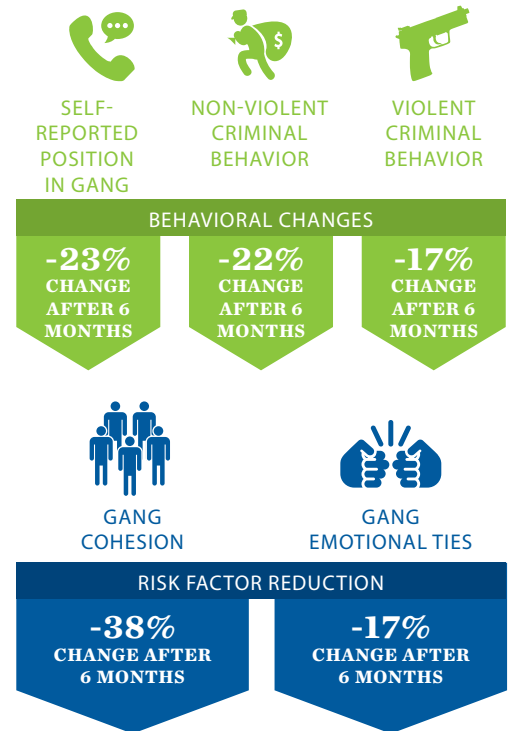 $
SELF-
REPORTED
POSITION
IN GANG
NON-VIOLENT
CRIMINAL
BEHAVIOR
VIOLENT
CRIMINAL
BEHAVIOR
BEHAVIORAL CHANGES
-23%
CHANGE
AFTER 6
MONTHS
-22%
CHANGE
AFTER 6
MONTHS
-17%
CHANGE
AFTER 6
MONTHS
GANG
COHESION
GANG
EMOTIONAL TIES
RISK FACTOR REDUCTION
-38%
CHANGE AFTER
6 MONTHS
-17%
CHANGE AFTER
6 MONTHS